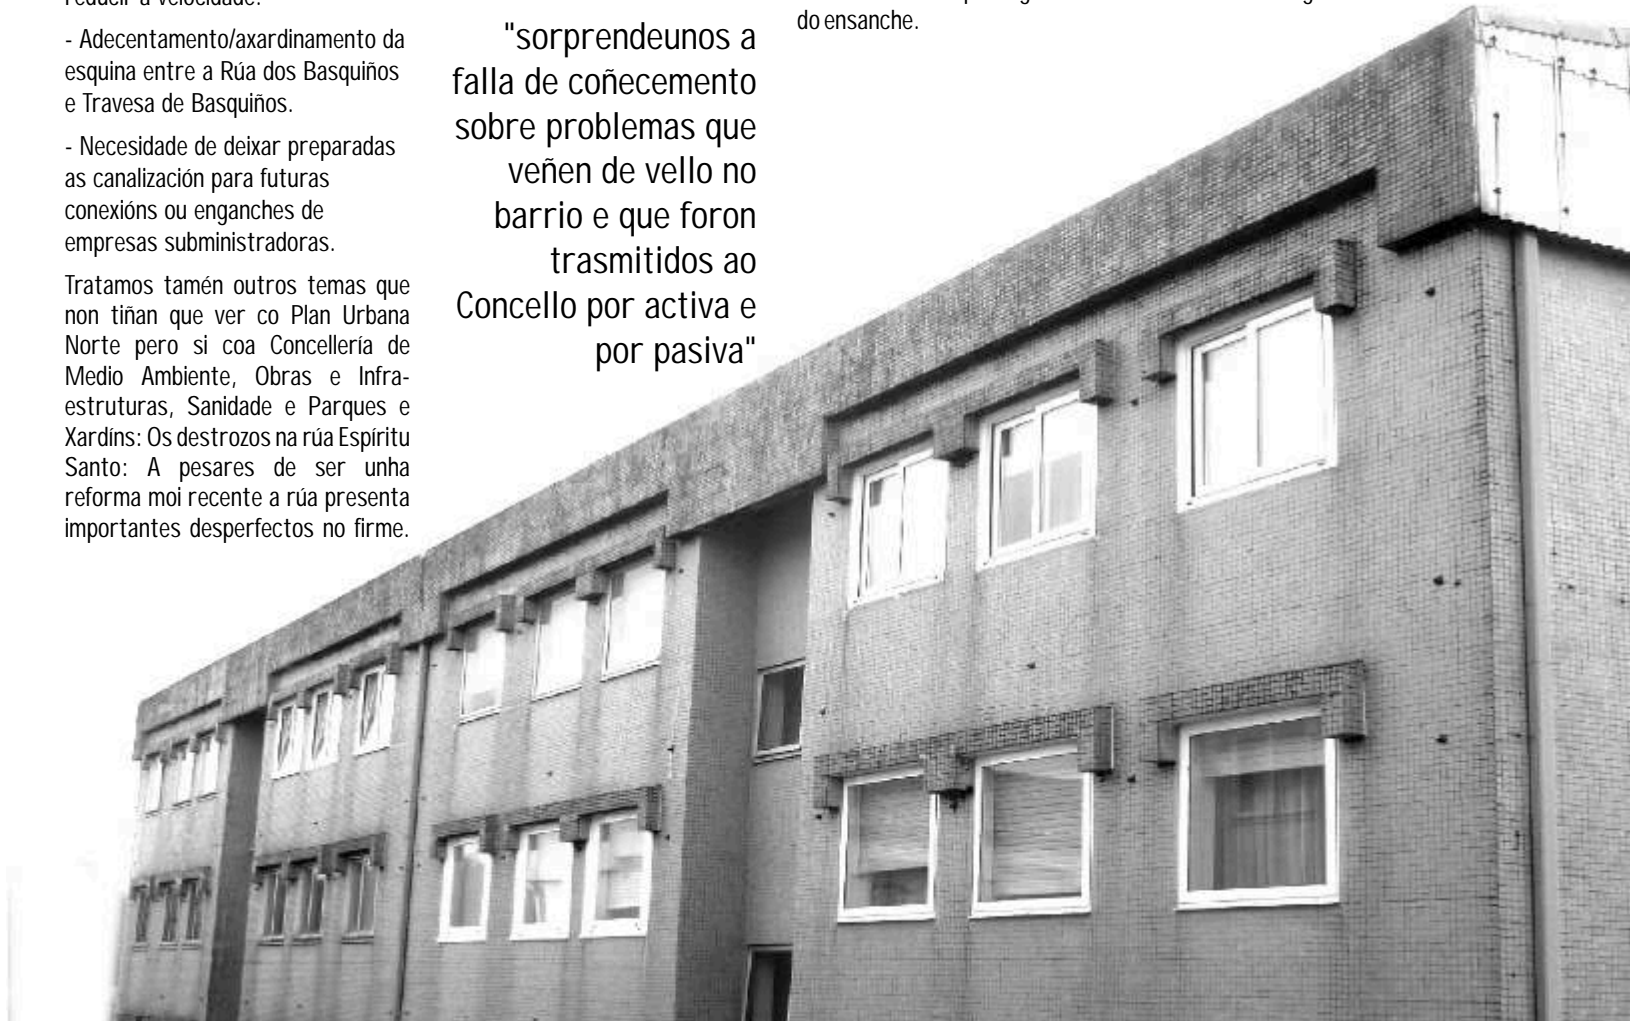 reducir a velocidade.
- Adecentamento/axardinamento da
esquina entre a Rúa dos Basquiños
e Travesa de Basquiños.
- Necesidade de deixar preparadas
as canalización para futuras
conexións ou enganches de
empresas subministradoras.
Tratamos tamén outros temas que
non tiñan que ver co Plan Urbana
Norte pero si coa Concellería de
Medio Ambiente, Obras e Infra-
estruturas, Sanidade e Parques e
Xardíns: Os destrozos na rúa Espíritu
Santo: A pesares de ser unha
reforma moi recente a rúa presenta
importantes desperfectos no firme.
"sorprendeunos a
falla de coñecemento
sobre problemas que
veñen de vello no
barrio e que foron
trasmitidos ao
Concello por activa e
por pasiva"
do ensanche.